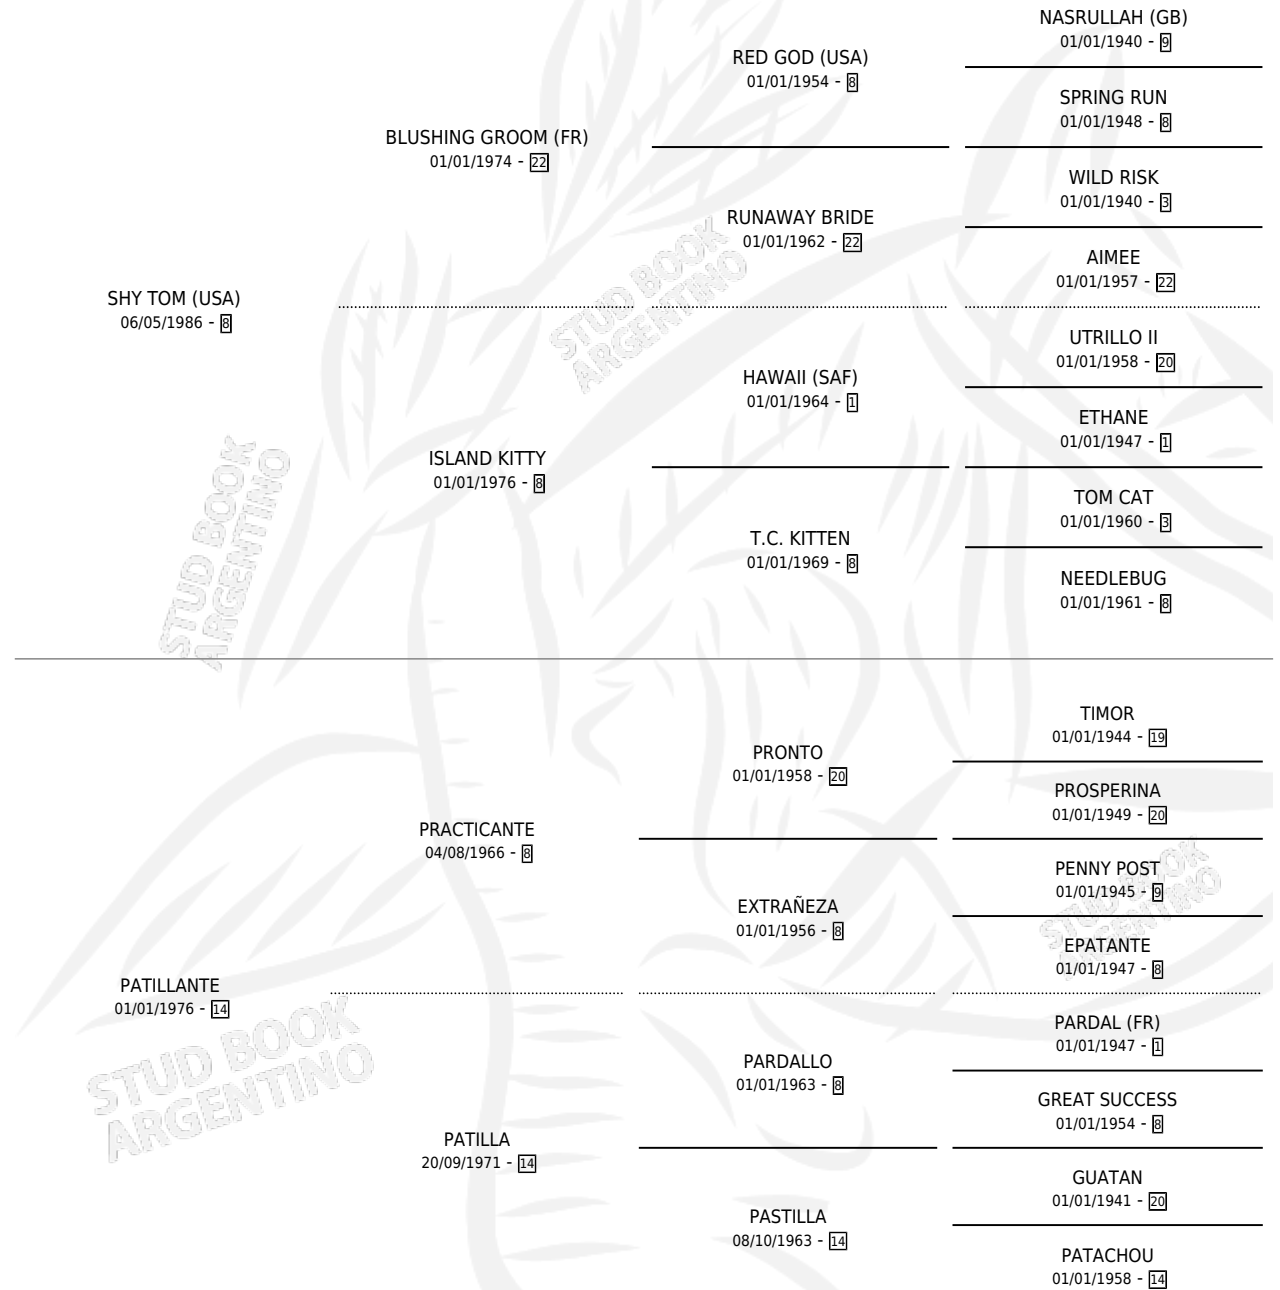 NASRULLAH (GB)
01/01/1940 - 9
RED GOD (USA)
01/01/1954 - 8
SPRING RUN
01/01/1948 - 8
BLUSHING GROOM (FR)
01/01/1974 - 22
WILD RISK
01/01/1940 - 3
RUNAWAY BRIDE
01/01/1962 - 22
AIMEE
01/01/1957 - 22
SHY TOM (USA)
06/05/1986 - 8
UTRILLO II
01/01/1958 - 20
HAWAII (SAF)
01/01/1964 - 1
ETHANE
01/01/1947 - 1
ISLAND KITTY
01/01/1976 - 8
TOM CAT
01/01/1960 - 3
T.C. KITTEN
01/01/1969 - 8
NEEDLEBUG
01/01/1961 - 8
TIMOR
01/01/1944 - 19
PRONTO
01/01/1958 - 20
PROSPERINA
01/01/1949 - 20
PRACTICANTE
04/08/1966 - 8
PENNY POST
01/01/1945 - 9
EXTRAÑEZA
01/01/1956 - 8
EPATANTE
01/01/1947 - 8
PATILLANTE
01/01/1976 - 14
PARDAL (FR)
01/01/1947 - 1
PARDALLO
01/01/1963 - 8
GREAT SUCCESS
01/01/1954 - 8
PATILLA
20/09/1971 - 14
GUATAN
01/01/1941 - 20
PASTILLA
08/10/1963 - 14
PATACHOU
01/01/1958 - 14
STUD BOOK
ARGENTINO
STUD BOOK
ARGENTINO
STUD BOOK
ARGENTINO
STUD BOOK
ARGENTINO